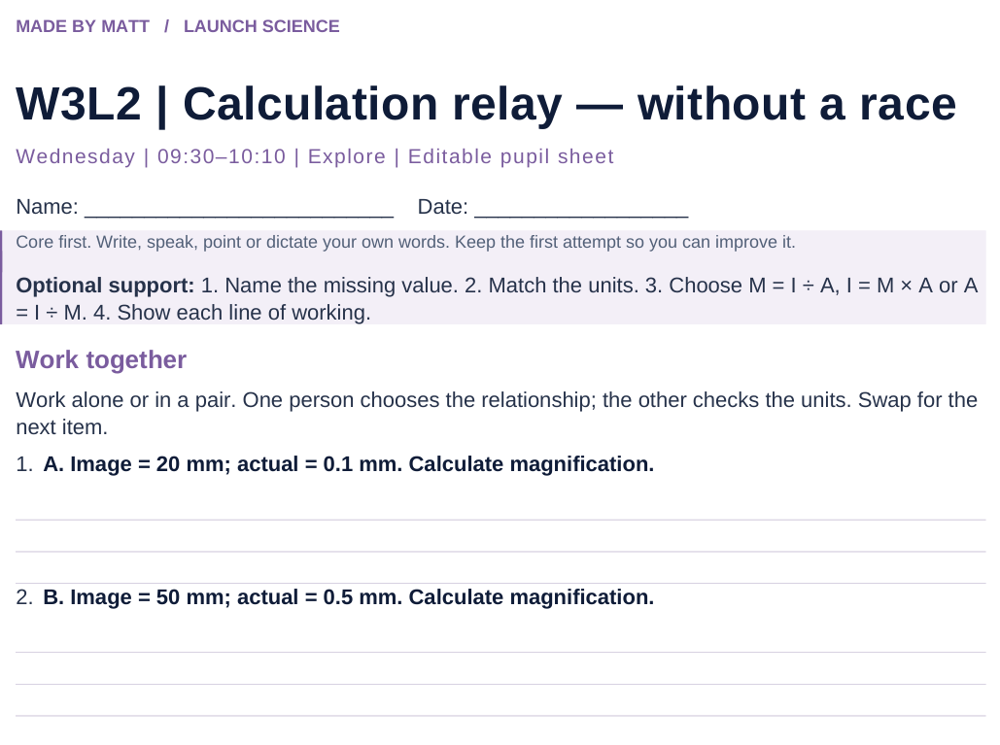 MADE BY MATT / LAUNCH SCIENCE
W3L2 | Calculation relay — without a race
Wednesday | 09:30–10:10 | Explore | Editable pupil sheet
Name: __________________________ Date: __________________
Core first. Write, speak, point or dictate your own words. Keep the first attempt so you can improve it.
Optional support: 1. Name the missing value. 2. Match the units. 3. Choose M = I ÷ A, I = M × A or A
= I ÷ M. 4. Show each line of working.
Work together
Work alone or in a pair. One person chooses the relationship; the other checks the units. Swap for the
next item.
1. A. Image = 20 mm; actual = 0.1 mm. Calculate magnification.
2. B. Image = 50 mm; actual = 0.5 mm. Calculate magnification.